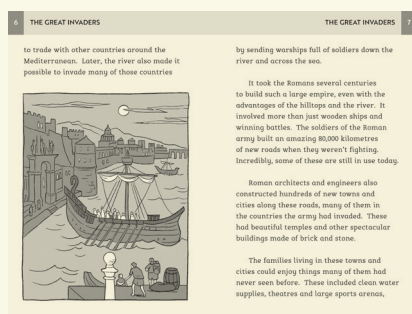 6 THE GREAT INVADERS
to trade with other countries around the
Mediterranean. Later, the river also made it
possible to invade many of those countries
THE GREAT INVADERS 7
by sending warships full of soldiers down the
river and across the sea.
It took the Romans several centuries
to build such a large empire, even with the
advantages of the hilltops and the river. It
involved more than just wooden ships and
winning battles. The soldiers of the Roman
army built an amazing 80,000 kilometres
of new roads when they weren't fighting.
Incredibly, some of these are still in use today.
Roman architects and engineers also
constructed hundreds of new towns and
cities along these roads, many of them in
the countries the army had invaded. These
had beautiful temples and other spectacular
buildings made of brick and stone.
The families living in these towns and
cities could enjoy things many of them had
never seen before. These included clean water
supplies, theatres and large sports arenas,